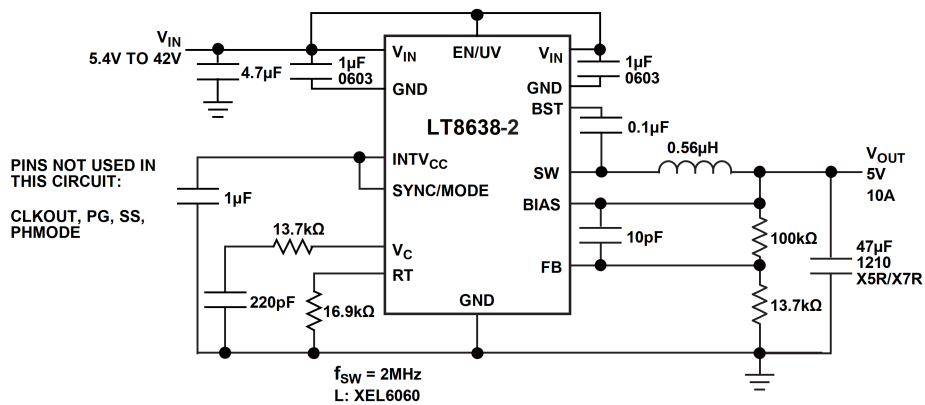 VIN
5.4V TO 42V
4.7µF
1µF
0603
VIN
GND
EN/UV
VIN
GND
1µF
0603
BST
LT8638-2
0.1µF
0.56µH
VOUT
5V
10A
SW
INTVCC
SYNC/MODE
PINS NOT USED IN
THIS CIRCUIT:
CLKOUT, PG, SS,
PHMODE
1µF
BIAS
10pF
100kΩ
FB
13.7kΩ
VC
RT
220pF
16.9kΩ
GND
13.7kΩ
47µF
1210
X5R/X7R
fSW = 2MHz
L: XEL6060